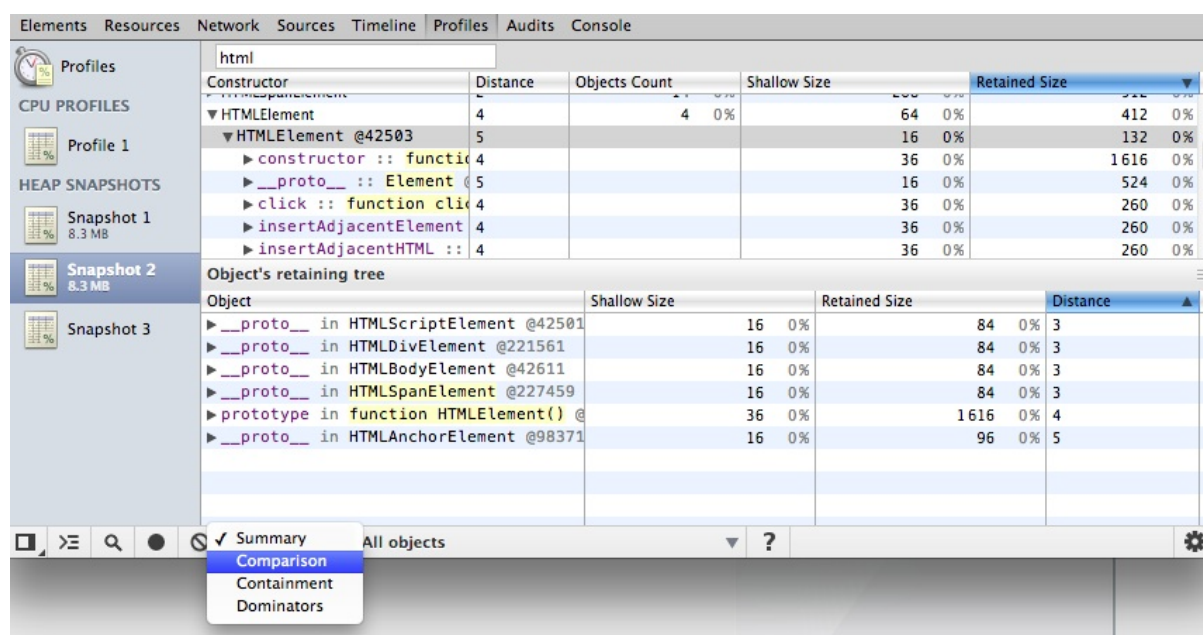 Elements Resources Network Sources Timeline Profiles Audits Console
Profiles
CPU PROFILES
Profile 1
HEAP SNAPSHOTS
Snapshot 1
8.3 MB
Snapshot 2
8.3 MB
Snapshot 3
html
Constructor Distance Objects Count Shallow Size Retained Size
▼HTMLElement 4 4 0% 64 0% 412 0%
▼HTMLElement @42503 5 16 0% 132 0%
▶constructor :: functio 4 36 0% 1616 0%
▶__proto__ :: Element @ 5 16 0% 524 0%
▶click :: function clic 4 36 0% 260 0%
▶insertAdjacentElement 4 36 0% 260 0%
▶insertAdjacentHTML :: 4 36 0% 260 0%
Object's retaining tree
Object Shallow Size Retained Size Distance
▶__proto__ in HTMLScriptElement @42501 16 0% 84 0% 3
▶__proto__ in HTMLDivElement @221561 16 0% 84 0% 3
▶__proto__ in HTMLBodyElement @42611 16 0% 84 0% 3
▶__proto__ in HTMLSpanElement @227459 16 0% 84 0% 3
▶prototype in function HTMLElement() @ 36 0% 1616 0% 4
▶__proto__ in HTMLAnchorElement @98371 16 0% 96 0% 5
✓ Summary
Comparison
Containment
Dominators
All objects
?